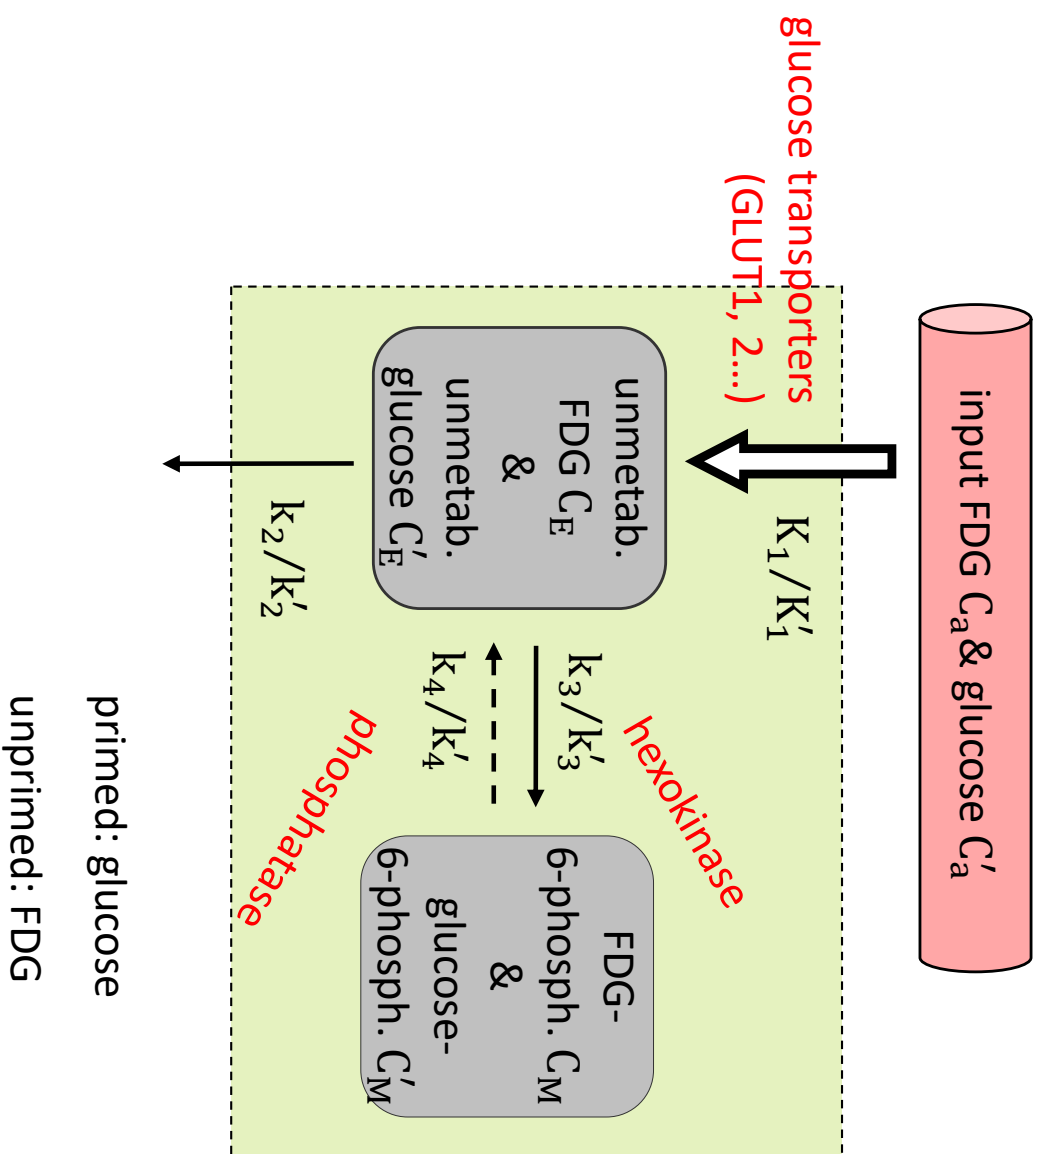 input FDG Cₐ & glucose C′ₐ
glucose transporters
(GLUT1, 2...)
K₁/K′₁
hexokinase
unmetab.
FDG C_E
&
unmetab.
glucose C′_E
k₃/k′₃
k₄/k′₄
FDG-
6-phosph. C_M
&
glucose-
6-phosph. C′_M
phosphatase
k₂/k′₂
primed: glucose
unprimed: FDG